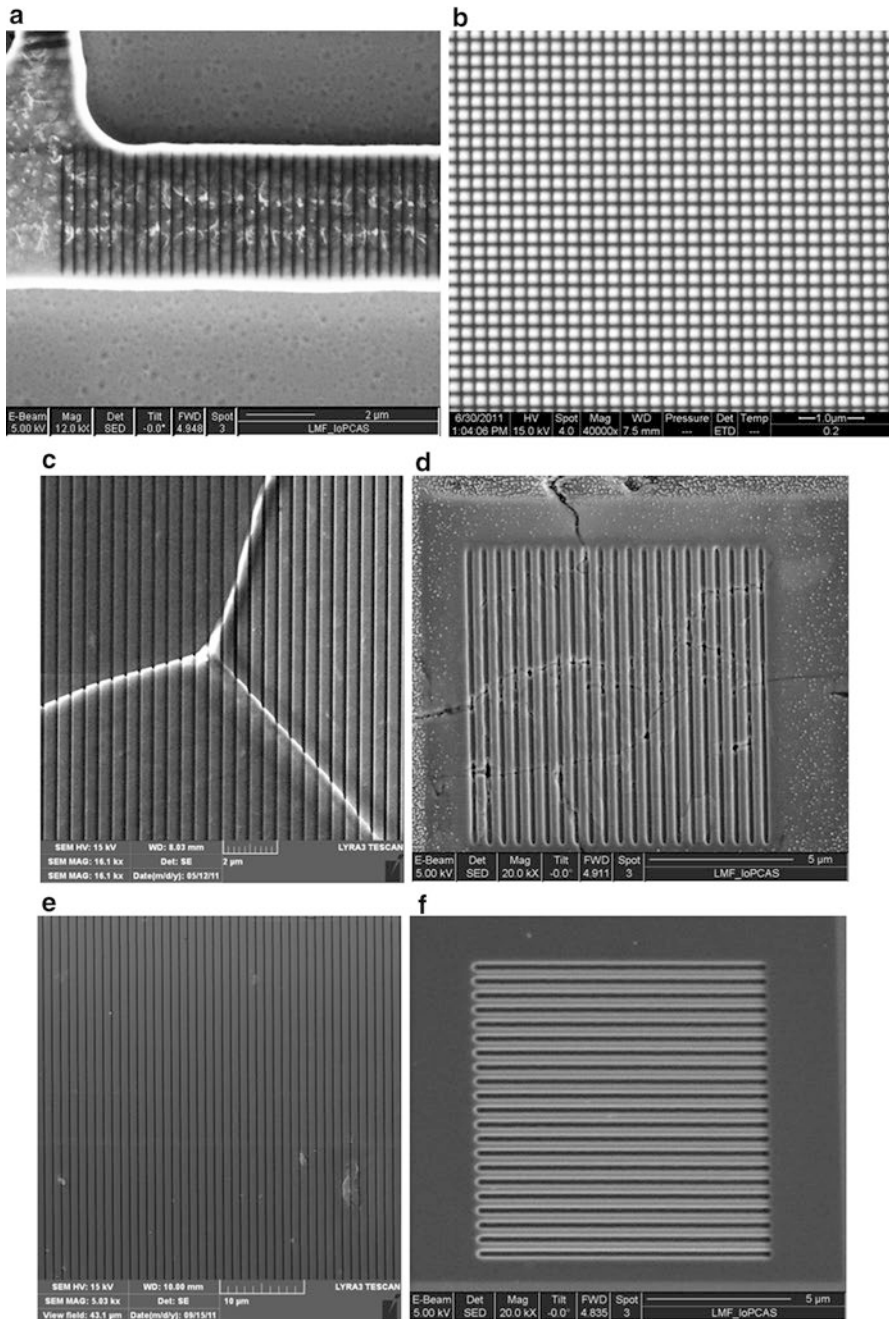 a
E-Beam Mag Det Tilt FWD Spot 2 µm
5.00 kV 12.0 kX SED -0.0° 4.948 3 LMF_IoPCAS
b
6/30/2011 HV Spot Mag WD Pressure Det Temp 1.0µm
1:04:06 PM 15.0 kV 4.0 40000x 7.5 mm --- ETD --- 0.2
c
SEM HV: 15 kV WD: 8.03 mm LYRA3 TESCAN
SEM MAG: 16.1 kx Det: SE 2 µm
SEM MAG: 16.1 kx Date(m/d/y): 05/12/11
d
E-Beam Det Mag Tilt FWD Spot 5 µm
5.00 kV SED 20.0 kX -0.0° 4.911 3 LMF_IoPCAS
e
SEM HV: 15 kV WD: 10.00 mm LYRA3 TESCAN
SEM MAG: 5.03 kx Det: SE 10 µm
View field: 43.1 µm Date(m/d/y): 09/15/11
f
E-Beam Det Mag Tilt FWD Spot 5 µm
5.00 kV SED 20.0 kX -0.0° 4.835 3 LMF_IoPCAS